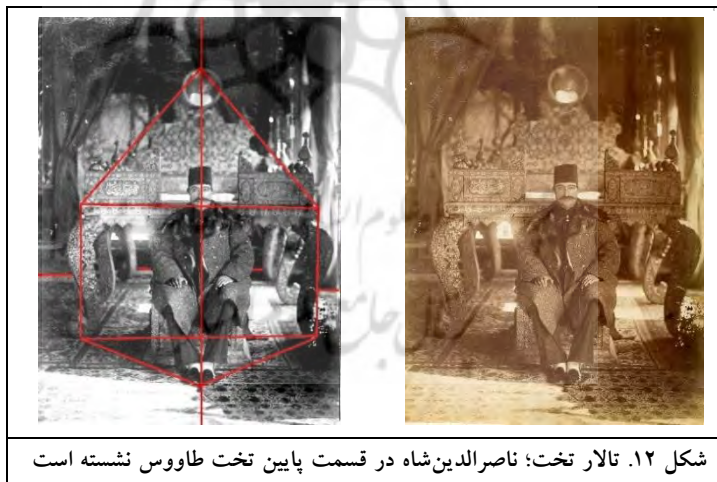 شکل ۱۲. تالار تخت؛ ناصرالدین‌شاه در قسمت پایین تخت طاووس نشسته است